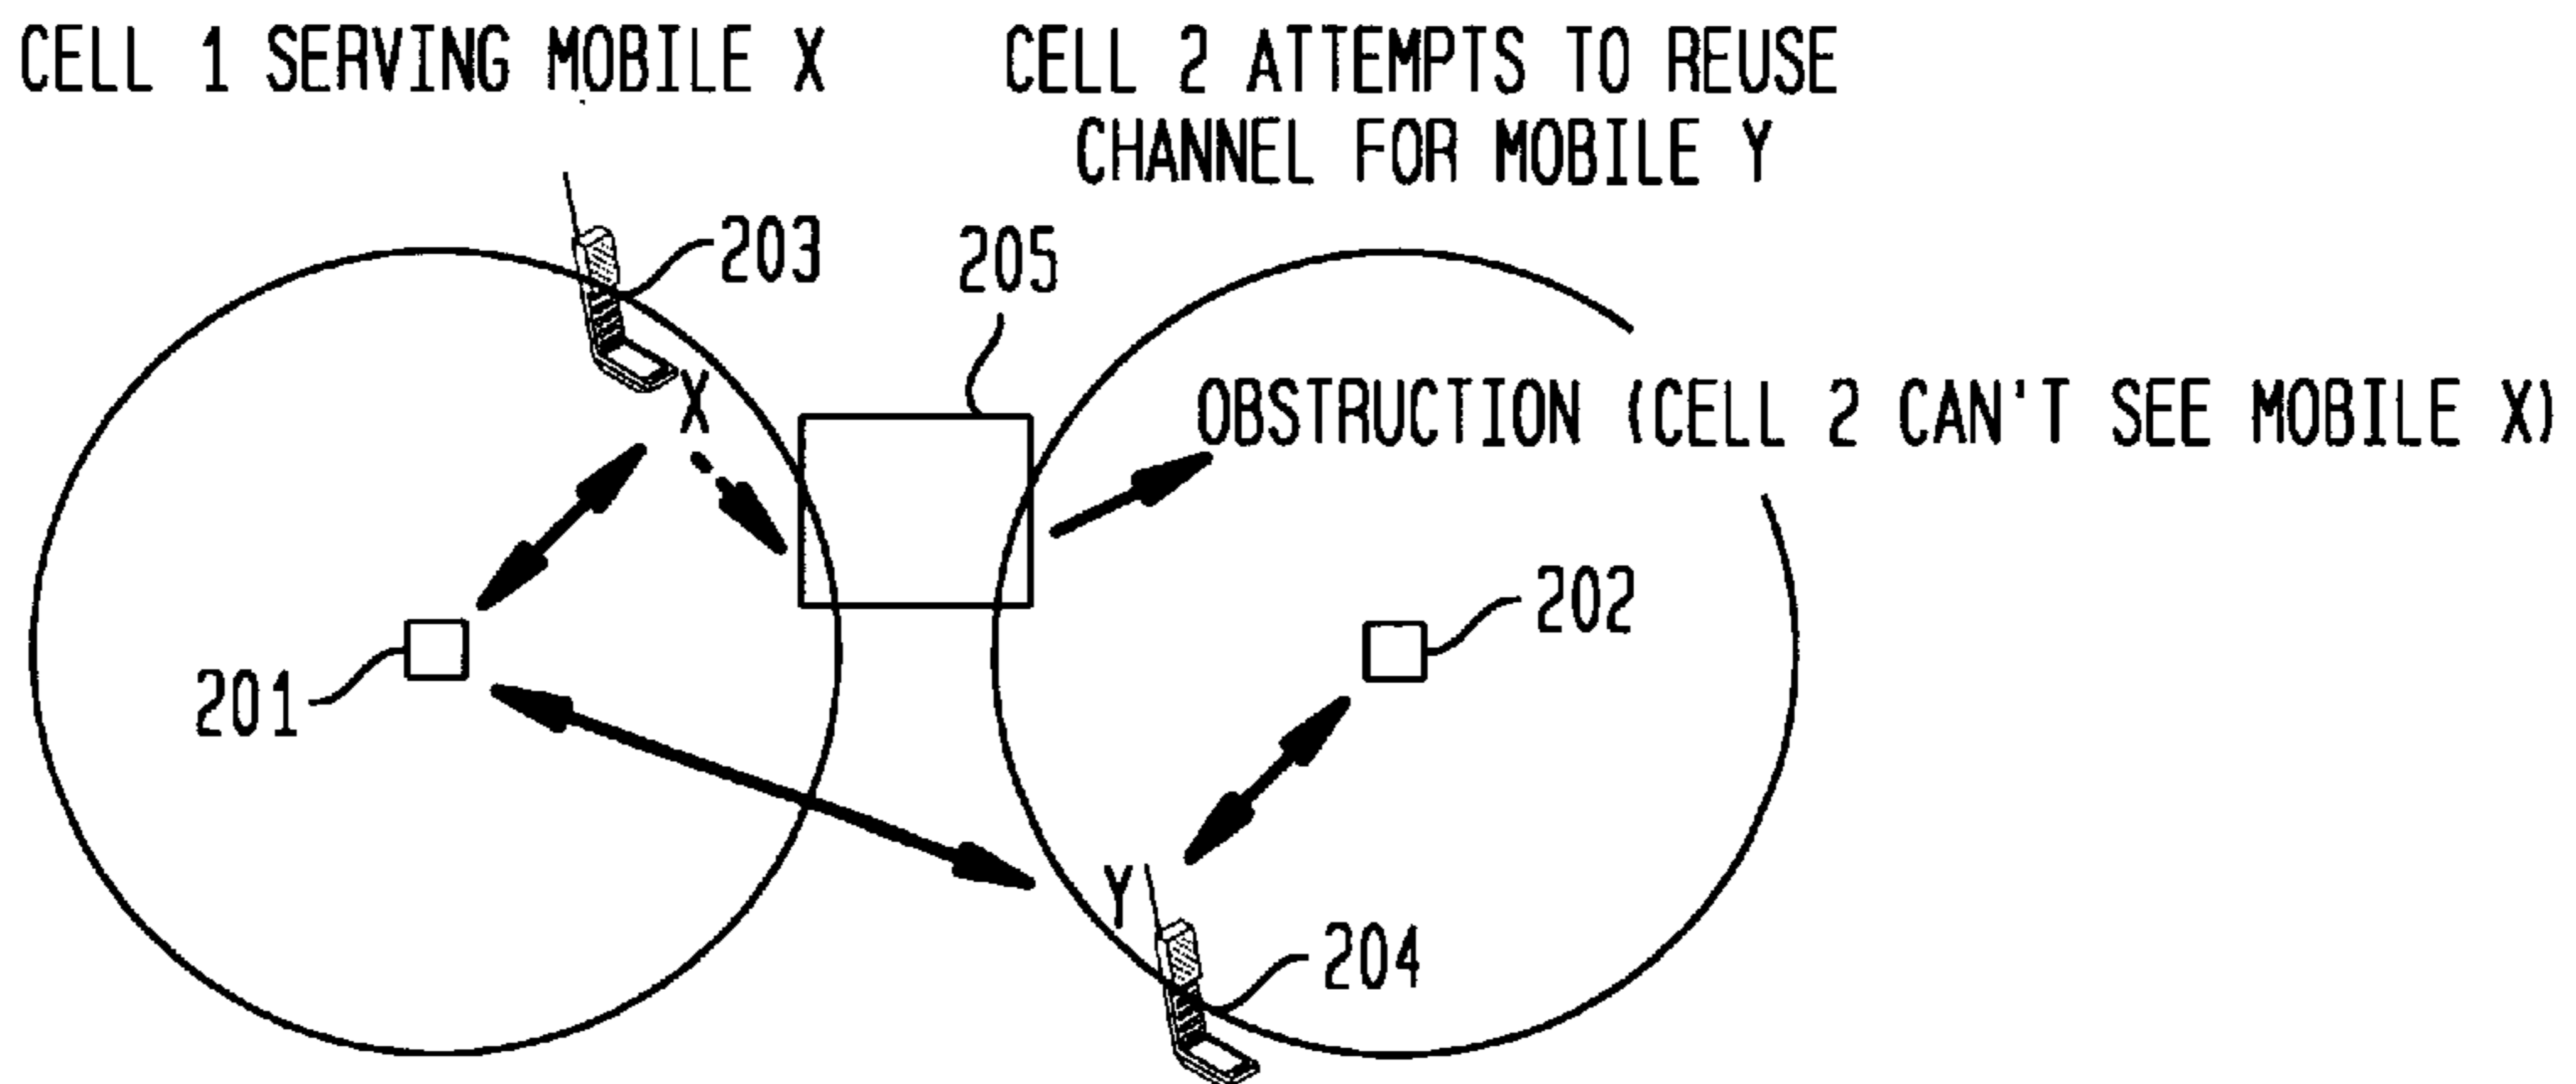 CELL 1 SERVING MOBILE X
CELL 2 ATTEMPTS TO REUSE
CHANNEL FOR MOBILE Y
203
205
X
OBSTRUCTION (CELL 2 CAN'T SEE MOBILE X)
202
201
Y
204